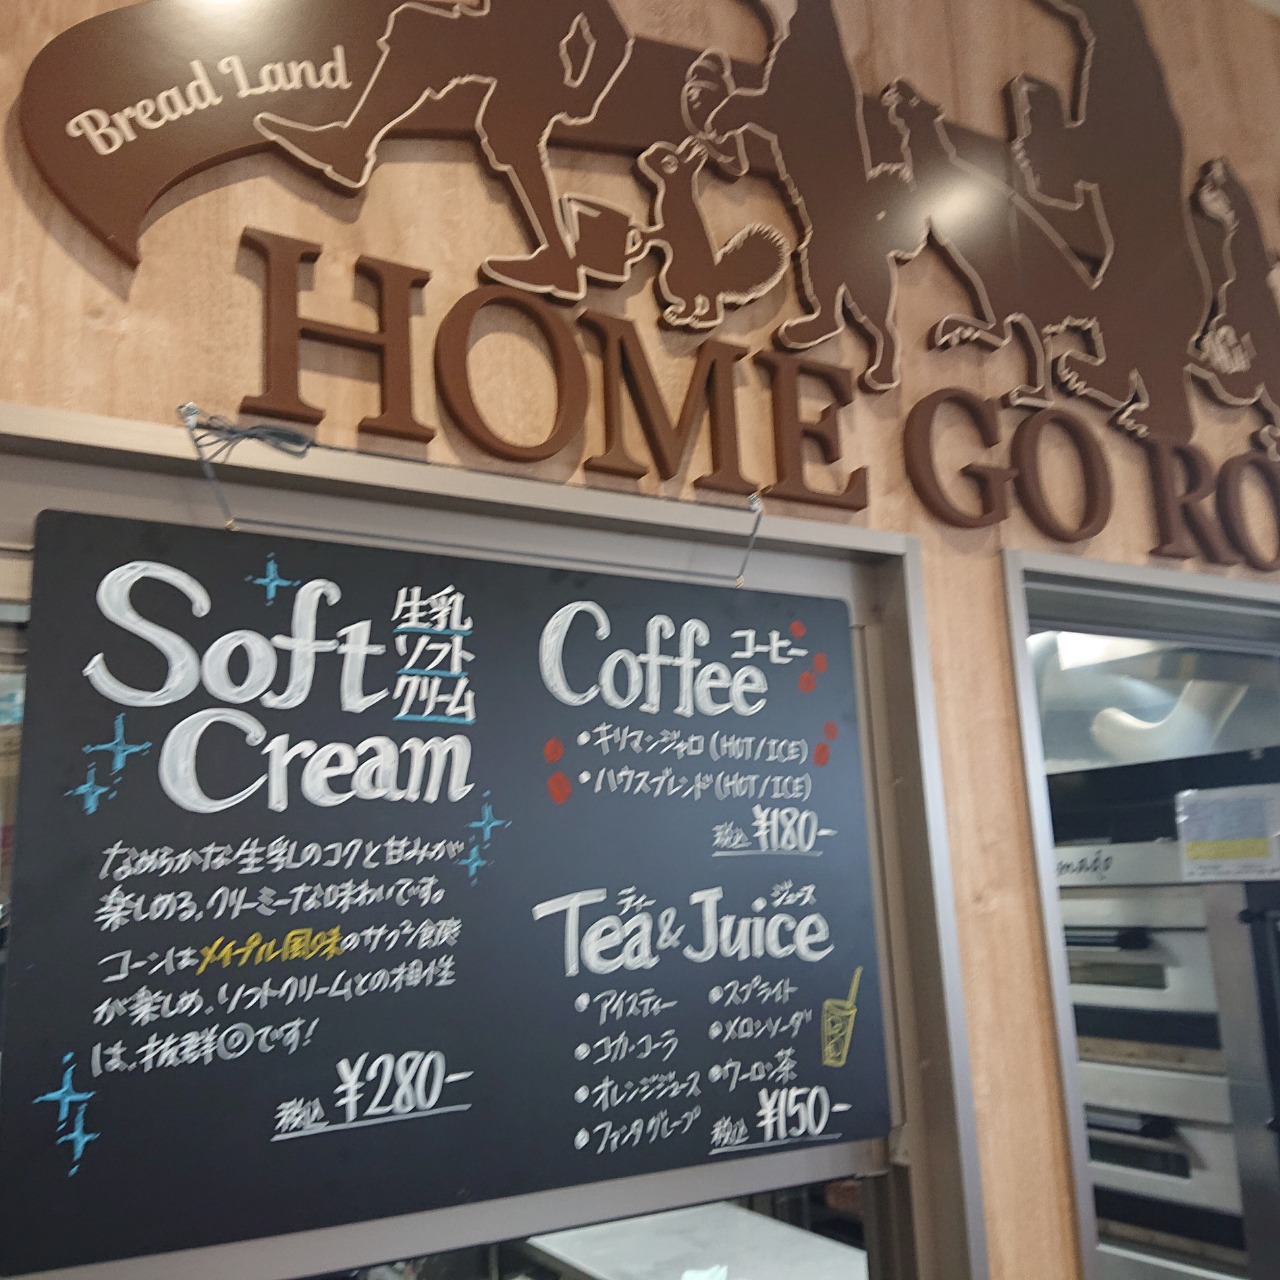 Bread Land
HOME GO RO
Soft
Cream
生乳
ソフト
クリーム
なめらかな生乳のコクと甘みが
楽しめる、クリーミーな味わいです。
コーンはメイプル風味のサクッ食感
が楽しめ、ソフトクリームとの相性
は、抜群◎です!
税込 ¥280-
Coffee
コーヒー
・キリマンジャロ (HOT/ICE)
・ハウスブレンド (HOT/ICE)
税込 ¥180-
ティー
ジュース
Tea & Juice
・アイスティー
・コカ・コーラ
・オレンジジュース
・ファンタグレープ
・スプライト
・メロンソーダ
・ウーロン茶
税込 ¥150-